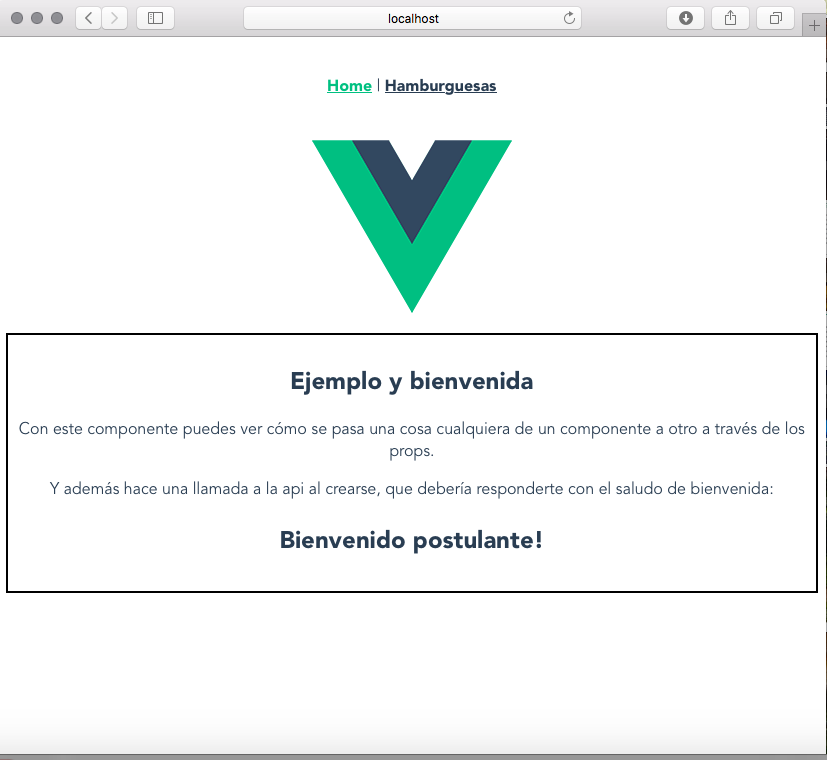 localhost
Home | Hamburguesas
Ejemplo y bienvenida
Con este componente puedes ver cómo se pasa una cosa cualquiera de un componente a otro a través de los
props.
Y además hace una llamada a la api al crearse, que debería responderte con el saludo de bienvenida:
Bienvenido postulante!